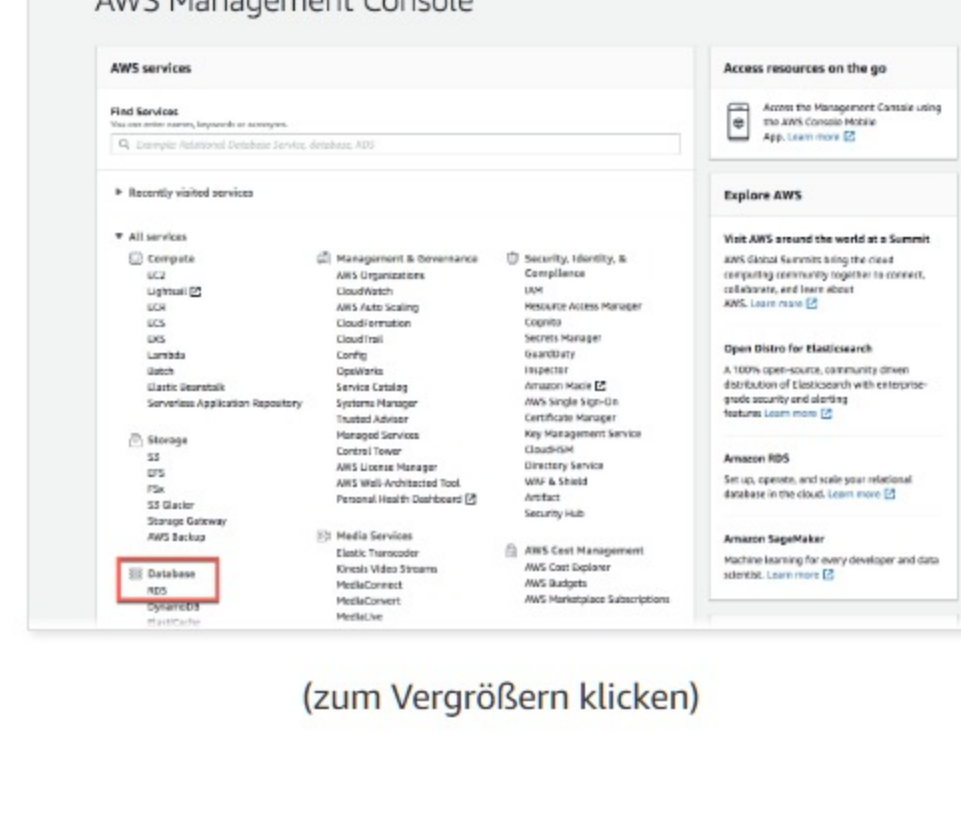 AWS Management Console
AWS services
Find Services
You can enter names, keywords or acronyms.
Example: Relational Database Service, database, RDS
Recently visited services
All services
Compute
EC2
Lightsail
ECR
ECS
EKS
Lambda
Batch
Elastic Beanstalk
Serverless Application Repository
Storage
S3
EFS
FSx
S3 Glacier
Storage Gateway
AWS Backup
Database
RDS
DynamoDB
ElastiCache
Management & Governance
AWS Organizations
CloudWatch
AWS Auto Scaling
CloudFormation
CloudTrail
Config
OpsWorks
Service Catalog
Systems Manager
Trusted Advisor
Managed Services
Control Tower
AWS License Manager
AWS Well-Architected Tool
Personal Health Dashboard
Media Services
Elastic Transcoder
Kinesis Video Streams
MediaConnect
MediaConvert
MediaLive
Security, Identity, &
Compliance
IAM
Resource Access Manager
Cognito
Secrets Manager
GuardDuty
Inspector
Amazon Macie
AWS Single Sign-On
Certificate Manager
Key Management Service
CloudHSM
Directory Service
WAF & Shield
Artifact
Security Hub
AWS Cost Management
AWS Cost Explorer
AWS Budgets
AWS Marketplace Subscriptions
Access resources on the go
Access the Management Console using
the AWS Console Mobile
App. Learn more
Explore AWS
Visit AWS around the world at a Summit
AWS Global Summits bring the cloud
computing community together to connect,
collaborate, and learn about
AWS. Learn more
Open Distro for Elasticsearch
A 100% open-source, community driven
distribution of Elasticsearch with enterprise-
grade security and alerting
features Learn more
Amazon RDS
Set up, operate, and scale your relational
database in the cloud. Learn more
Amazon SageMaker
Machine learning for every developer and data
scientist. Learn more
(zum Vergrößern klicken)